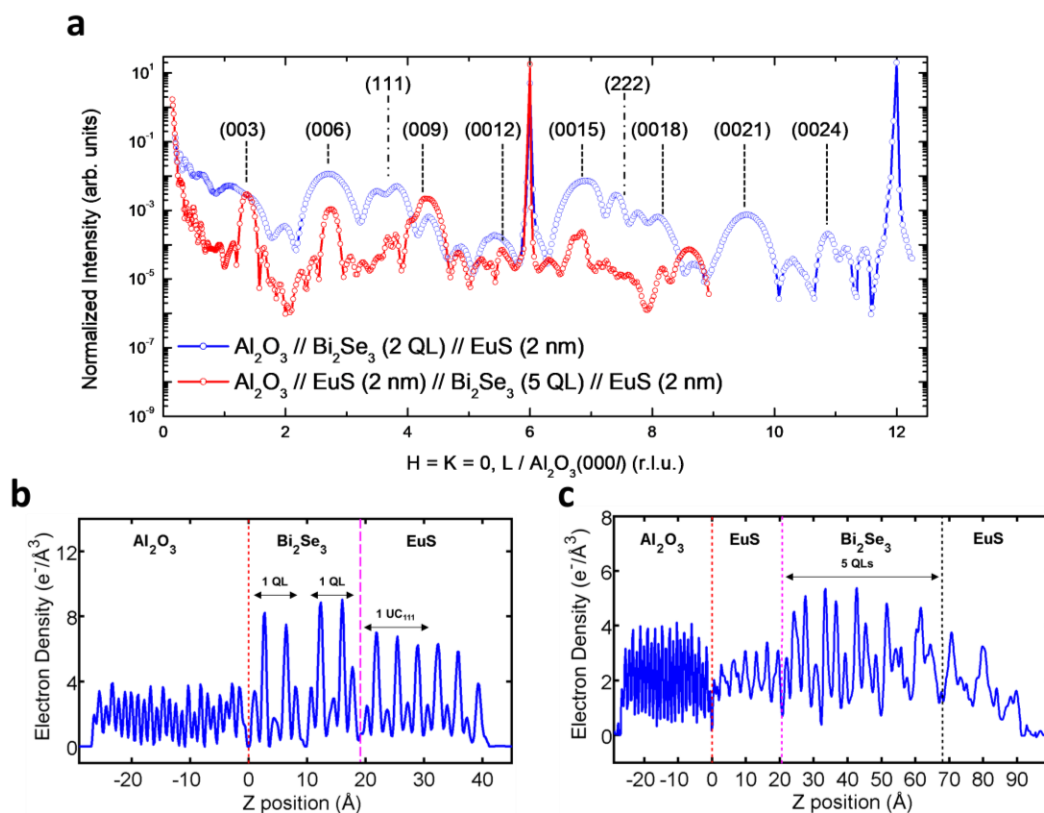 a
Normalized Intensity (arb. units)
10^1
10^-1
10^-3
10^-5
10^-7
10^-9
(111)
(222)
(003)
(006)
(009)
(0012)
(0015)
(0018)
(0021)
(0024)
Al2O3 // Bi2Se3 (2 QL) // EuS (2 nm)
Al2O3 // EuS (2 nm) // Bi2Se3 (5 QL) // EuS (2 nm)
0 2 4 6 8 10 12
H = K = 0, L / Al2O3(000l) (r.l.u.)
b
Electron Density (e-/Å^3)
12
8
4
0
Al2O3
Bi2Se3
EuS
1 QL
1 QL
1 UC111
-20 -10 0 10 20 30 40
Z position (Å)
c
Electron Density (e-/Å^3)
8
6
4
2
0
Al2O3
EuS
Bi2Se3
EuS
5 QLs
-20 -10 0 10 20 30 40 50 60 70 80 90
Z position (Å)